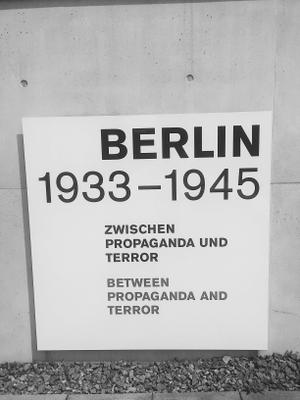 BERLIN
1933–1945
ZWISCHEN
PROPAGANDA UND
TERROR
BETWEEN
PROPAGANDA AND
TERROR